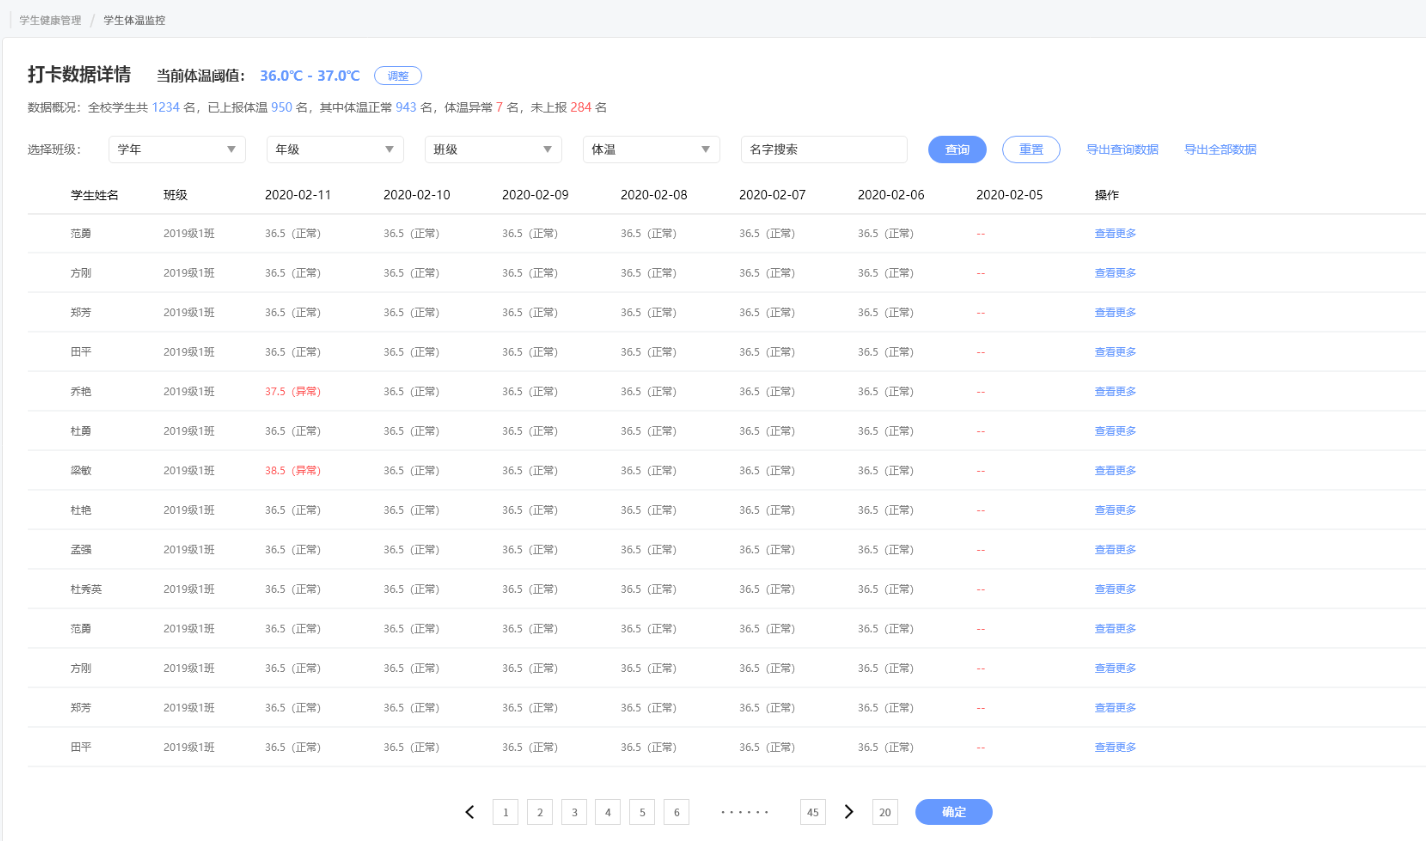 学生健康管理 / 学生体温监控
打卡数据详情 当前体温阈值： 36.0℃ - 37.0℃ 调整
数据概况：全校学生共 1234 名，已上报体温 950 名，其中体温正常 943 名，体温异常 7 名，未上报 284 名
选择班级： 学年 年级 班级 体温 名字搜索 查询 重置 导出查询数据 导出全部数据
学生姓名 班级 2020-02-11 2020-02-10 2020-02-09 2020-02-08 2020-02-07 2020-02-06 2020-02-05 操作
范勇 2019级1班 36.5（正常） 36.5（正常） 36.5（正常） 36.5（正常） 36.5（正常） 36.5（正常） -- 查看更多
方刚 2019级1班 36.5（正常） 36.5（正常） 36.5（正常） 36.5（正常） 36.5（正常） 36.5（正常） -- 查看更多
郑芳 2019级1班 36.5（正常） 36.5（正常） 36.5（正常） 36.5（正常） 36.5（正常） 36.5（正常） -- 查看更多
田平 2019级1班 36.5（正常） 36.5（正常） 36.5（正常） 36.5（正常） 36.5（正常） 36.5（正常） -- 查看更多
乔艳 2019级1班 37.5（异常） 36.5（正常） 36.5（正常） 36.5（正常） 36.5（正常） 36.5（正常） -- 查看更多
杜勇 2019级1班 36.5（正常） 36.5（正常） 36.5（正常） 36.5（正常） 36.5（正常） 36.5（正常） -- 查看更多
梁敏 2019级1班 38.5（异常） 36.5（正常） 36.5（正常） 36.5（正常） 36.5（正常） 36.5（正常） -- 查看更多
杜艳 2019级1班 36.5（正常） 36.5（正常） 36.5（正常） 36.5（正常） 36.5（正常） 36.5（正常） -- 查看更多
孟强 2019级1班 36.5（正常） 36.5（正常） 36.5（正常） 36.5（正常） 36.5（正常） 36.5（正常） -- 查看更多
杜秀英 2019级1班 36.5（正常） 36.5（正常） 36.5（正常） 36.5（正常） 36.5（正常） 36.5（正常） -- 查看更多
范勇 2019级1班 36.5（正常） 36.5（正常） 36.5（正常） 36.5（正常） 36.5（正常） 36.5（正常） -- 查看更多
方刚 2019级1班 36.5（正常） 36.5（正常） 36.5（正常） 36.5（正常） 36.5（正常） 36.5（正常） -- 查看更多
郑芳 2019级1班 36.5（正常） 36.5（正常） 36.5（正常） 36.5（正常） 36.5（正常） 36.5（正常） -- 查看更多
田平 2019级1班 36.5（正常） 36.5（正常） 36.5（正常） 36.5（正常） 36.5（正常） 36.5（正常） -- 查看更多
1 2 3 4 5 6 ······ 45 20 确定